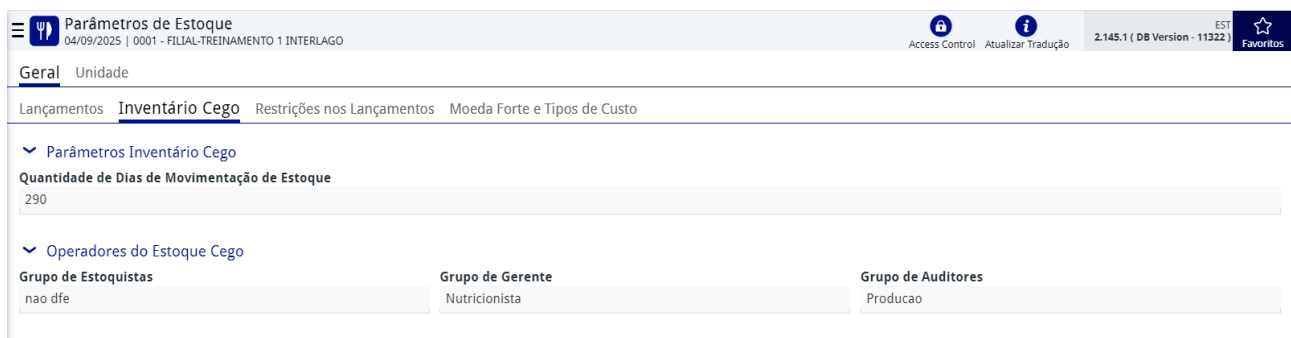 Parâmetros de Estoque
04/09/2025 | 0001 - FILIAL-TREINAMENTO 1 INTERLAGO
Access Control
Atualizar Tradução
EST
2.145.1 ( DB Version - 11322 )
Favoritos
Geral Unidade
Lançamentos Inventário Cego Restrições nos Lançamentos Moeda Forte e Tipos de Custo
Parâmetros Inventário Cego
Quantidade de Dias de Movimentação de Estoque
290
Operadores do Estoque Cego
Grupo de Estoquistas Grupo de Gerente Grupo de Auditores
nao dfe Nutricionista Producao